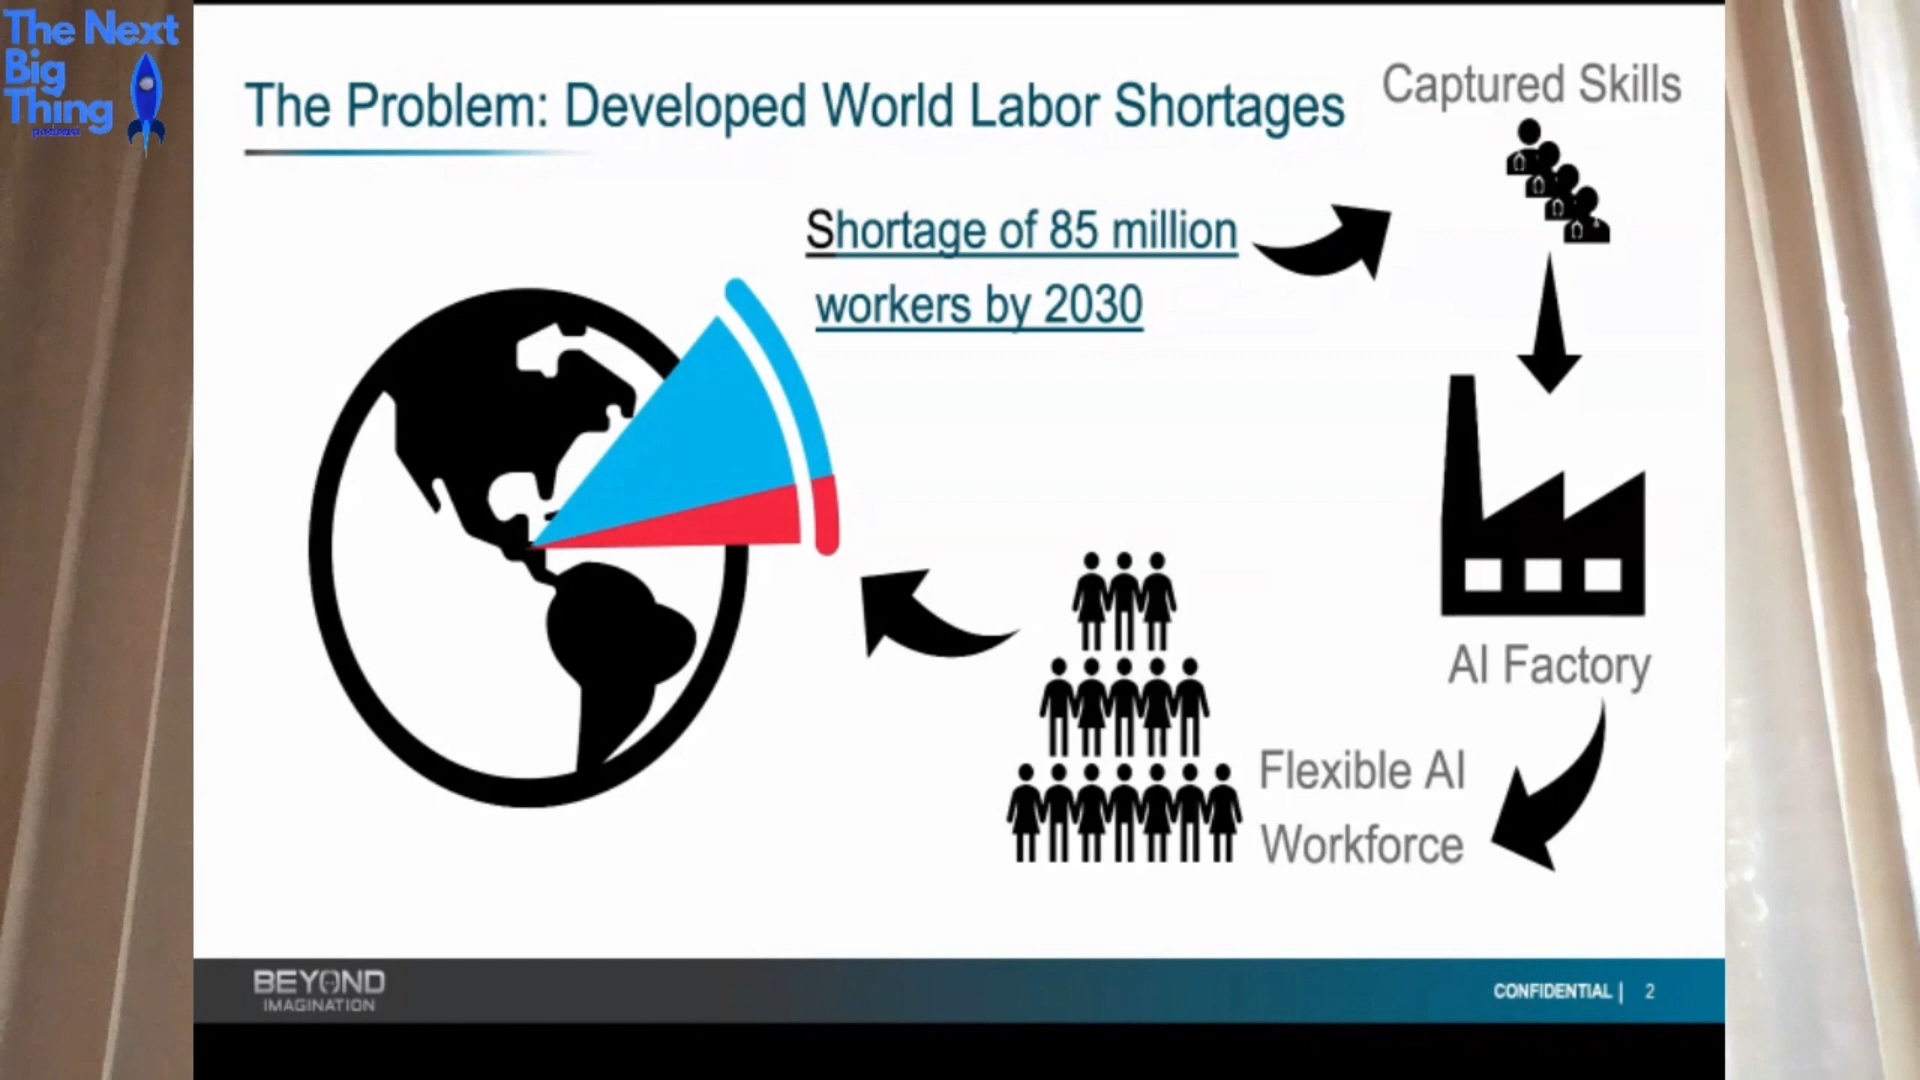 The Next
Big
Thing
podcast
The Problem: Developed World Labor Shortages
Captured Skills
Shortage of 85 million
workers by 2030
AI Factory
Flexible AI
Workforce
BEYOND
IMAGINATION
CONFIDENTIAL | 2